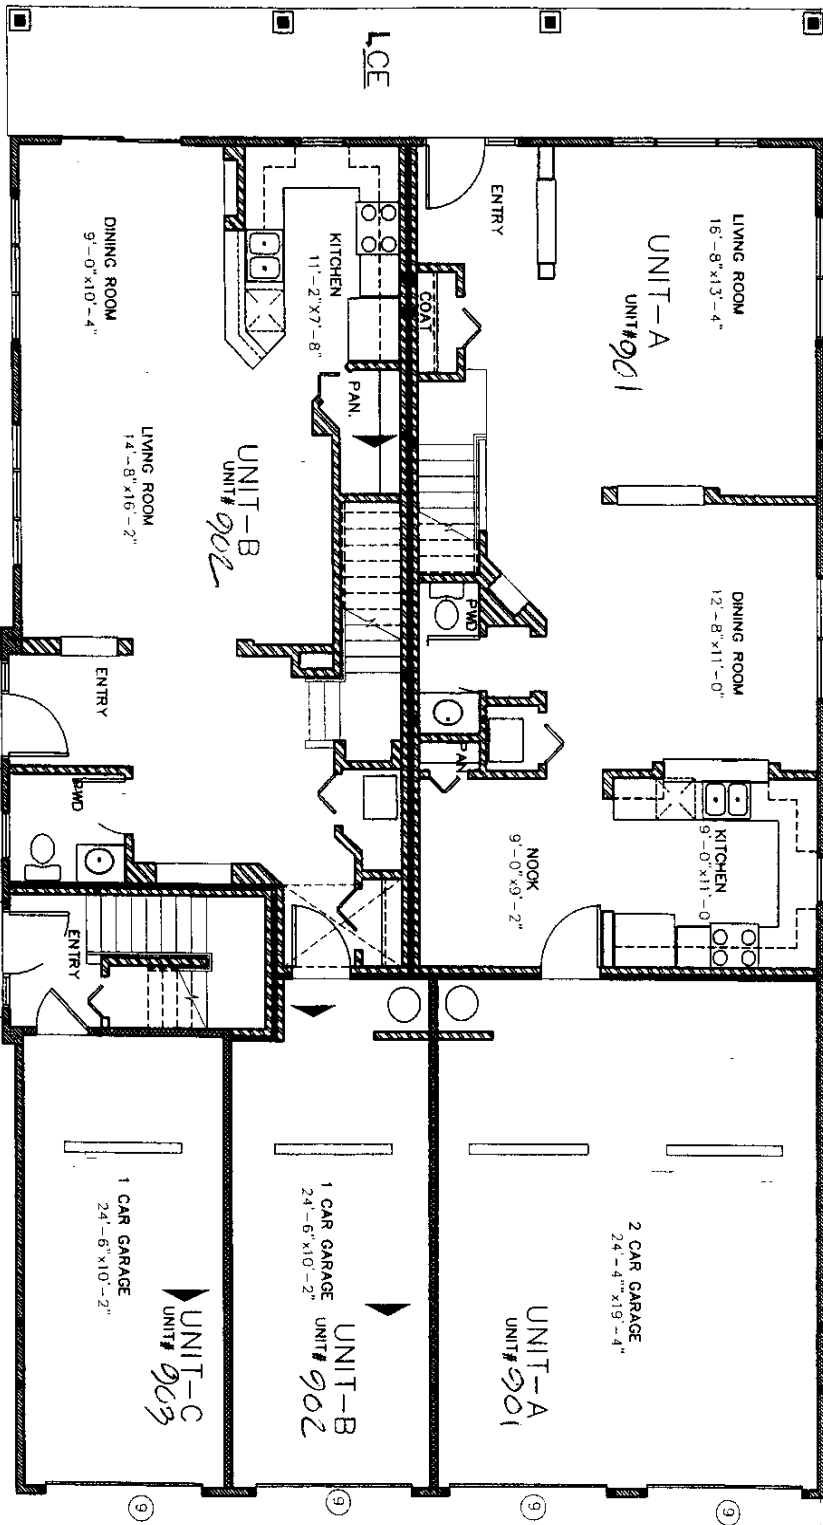 LCE
ENTRY
LIVING ROOM
16'-8"x13'-4"
UNIT-A
UNIT# 901
COAT
DINING ROOM
12'-8"x11'-0"
PWD
PAN
KITCHEN
9'-0"x11'-0
NOOK
9'-0"x9'-2"
2 CAR GARAGE
24'-4""x19'-4"
UNIT-A
UNIT# 901
KITCHEN
11'-2"X7'-8"
DINING ROOM
9'-0"x10'-4"
PAN.
LIVING ROOM
14'-8"x16'-2"
UNIT-B
UNIT# 902
ENTRY
PWD
1 CAR GARAGE
24'-6"x10'-2"
UNIT-B
UNIT# 902
ENTRY
1 CAR GARAGE
24'-6"x10'-2"
UNIT-C
UNIT# 903
9
9
9
9